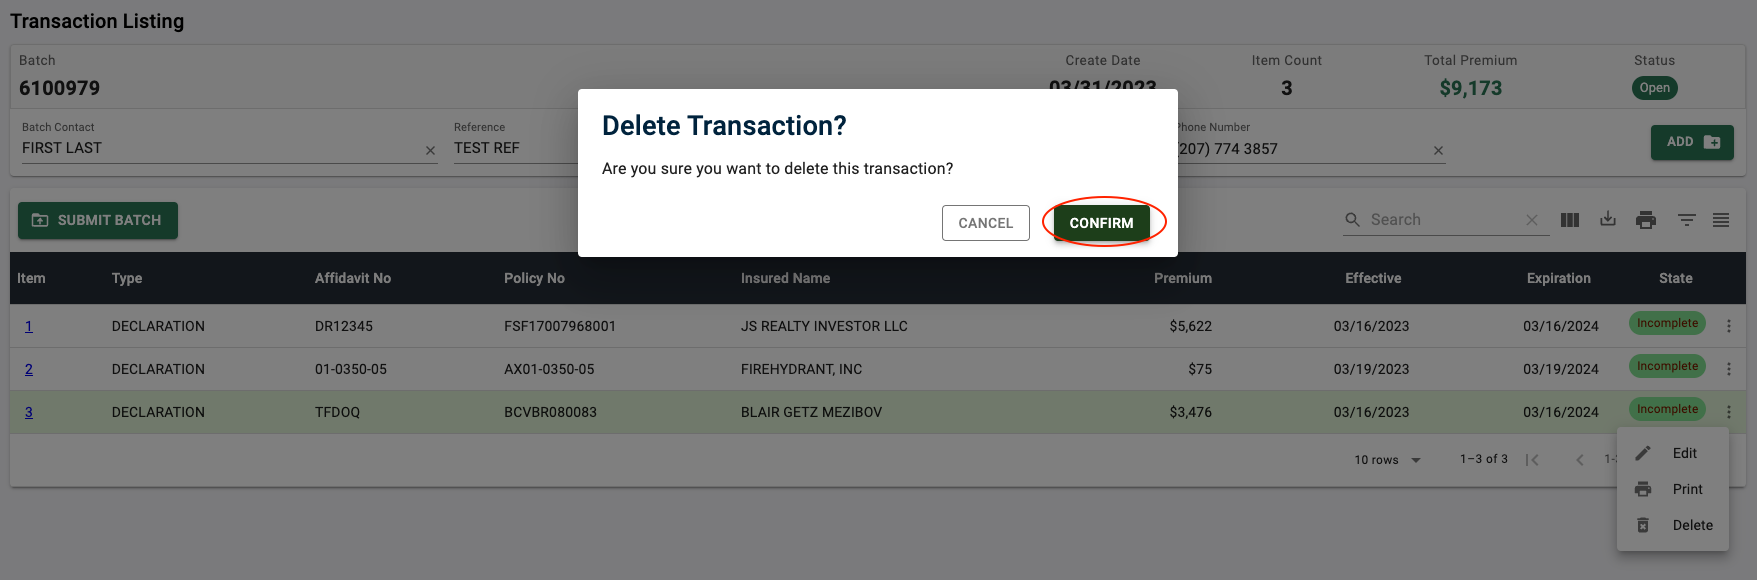 Transaction Listing
Batch Create Date Item Count Total Premium Status
6100979 03/31/2023 3 $9,173 Open
Batch Contact Reference Phone Number
FIRST LAST TEST REF (207) 774 3857 ADD
Delete Transaction?
Are you sure you want to delete this transaction?
CANCEL CONFIRM
SUBMIT BATCH Search
Item Type Affidavit No Policy No Insured Name Premium Effective Expiration State
1 DECLARATION DR12345 FSF17007968001 JS REALTY INVESTOR LLC $5,622 03/16/2023 03/16/2024 Incomplete
2 DECLARATION 01-0350-05 AX01-0350-05 FIREHYDRANT, INC $75 03/19/2023 03/19/2024 Incomplete
3 DECLARATION TFDOQ BCVBR080083 BLAIR GETZ MEZIBOV $3,476 03/16/2023 03/16/2024 Incomplete
10 rows 1–3 of 3 1-
Edit
Print
Delete